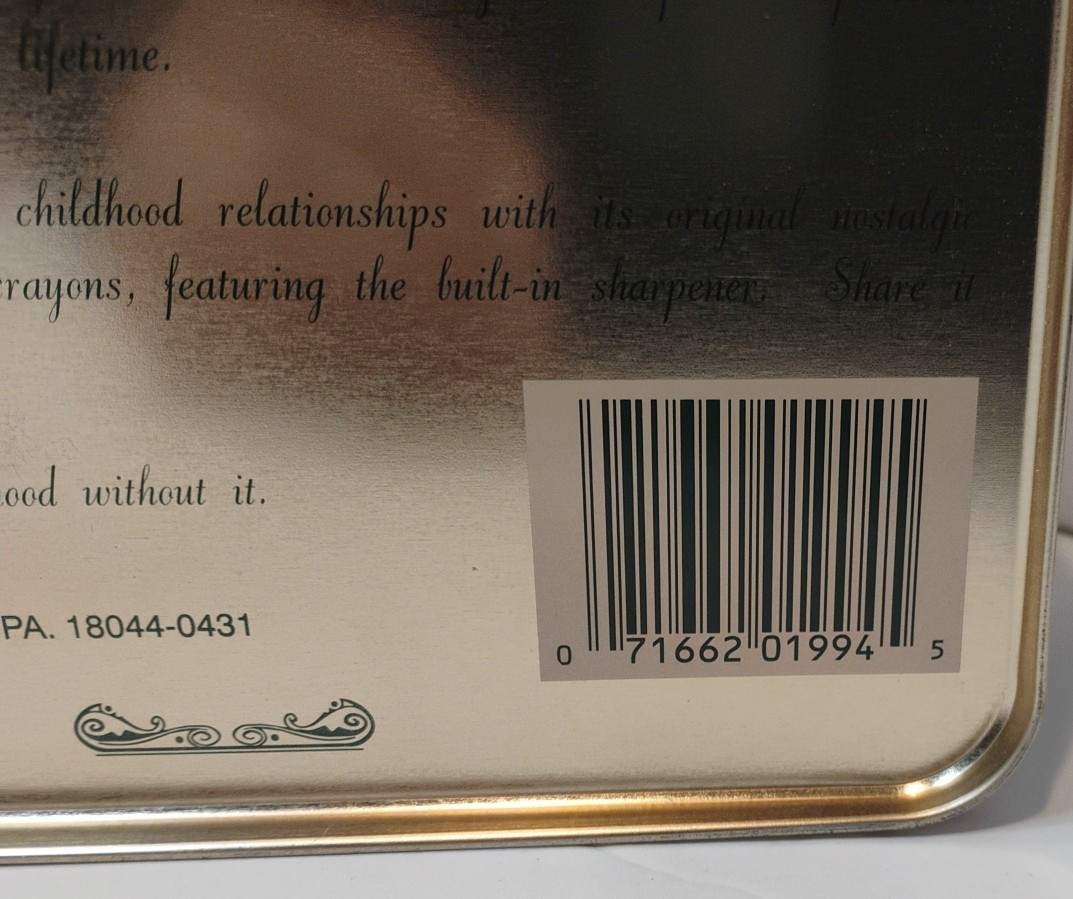 lifetime.
childhood relationships with its original nostalgic
crayons, featuring the built-in sharpener. Share it
without it.
PA. 18044-0431
0 71662 01994 5